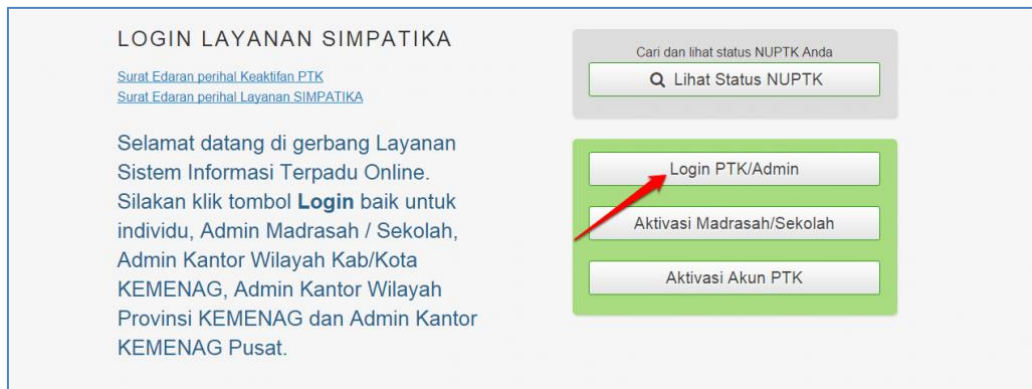 LOGIN LAYANAN SIMPATIKA
Surat Edaran perihal Keaktifan PTK
Surat Edaran perihal Layanan SIMPATIKA
Selamat datang di gerbang Layanan
Sistem Informasi Terpadu Online.
Silakan klik tombol Login baik untuk
individu, Admin Madrasah / Sekolah,
Admin Kantor Wilayah Kab/Kota
KEMENAG, Admin Kantor Wilayah
Provinsi KEMENAG dan Admin Kantor
KEMENAG Pusat.
Cari dan lihat status NUPTK Anda
Lihat Status NUPTK
Login PTK/Admin
Aktivasi Madrasah/Sekolah
Aktivasi Akun PTK